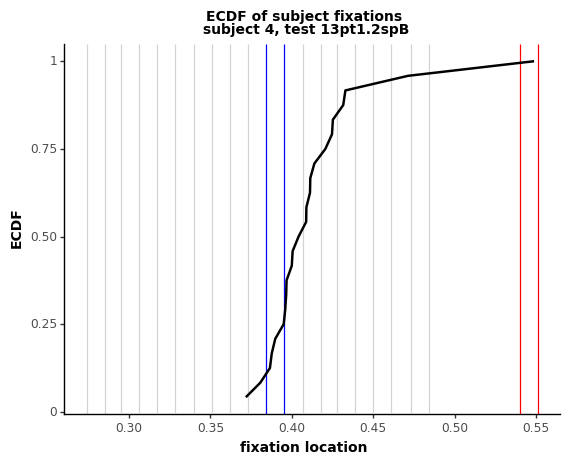 ECDF of subject fixations
subject 4, test 13pt1.2spB
1
0.75
0.50
0.25
0
ECDF
0.30 0.35 0.40 0.45 0.50 0.55
fixation location